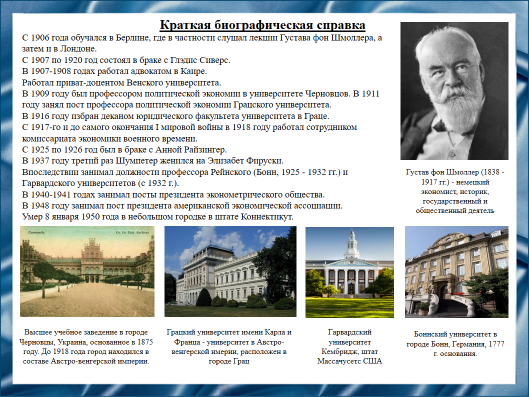 Краткая биографическая справка
С 1906 года обучался в Берлине, где в частности слушал лекции Густава фон Шмоллера, а
затем и в Лондоне.
С 1907 по 1920 год состоял в браке с Глэдис Сиверс.
В 1907-1908 годах работал адвокатом в Каире.
Работал приват-доцентом Венского университета.
В 1909 году был профессором политической экономии в университете Черновцов. В 1911
году занял пост профессора политической экономии Грацского университета.
В 1916 году избран деканом юридического факультета университета в Граце.
С 1917-го и до самого окончания I мировой войны в 1918 году работал сотрудником
комиссариата экономики военного времени.
С 1925 по 1926 год был в браке с Анной Райзингер.
В 1937 году третий раз Шумпетер женился на Элизабет Фируски.
Впоследствии занимал должности профессора Рейнского (Бонн, 1925 - 1932 гг.) и
Гарвардского университетов (с 1932 г.).
В 1940-1941 годах занимал посты президента эконометрического общества.
В 1948 году занимал пост президента американской экономической ассоциации.
Умер 8 января 1950 года в небольшом городке в штате Коннектикут.
Густав фон Шмоллер (1838 -
1917 гг.) - немецкий
экономист, историк,
государственный и
общественный деятель
Высшее учебное заведение в городе
Черновцы, Украина, основанное в 1875
году. До 1918 года город находился в
составе Австро-венгерской империи.
Грацкий университет имени Карла и
Франца - университет в Австро-
венгерской имерии, расположен в
городе Грац
Гарвардский
университет
Кембридж, штат
Массачусетс США
Боннский университет в
городе Бонн, Германия, 1777
г. основания.